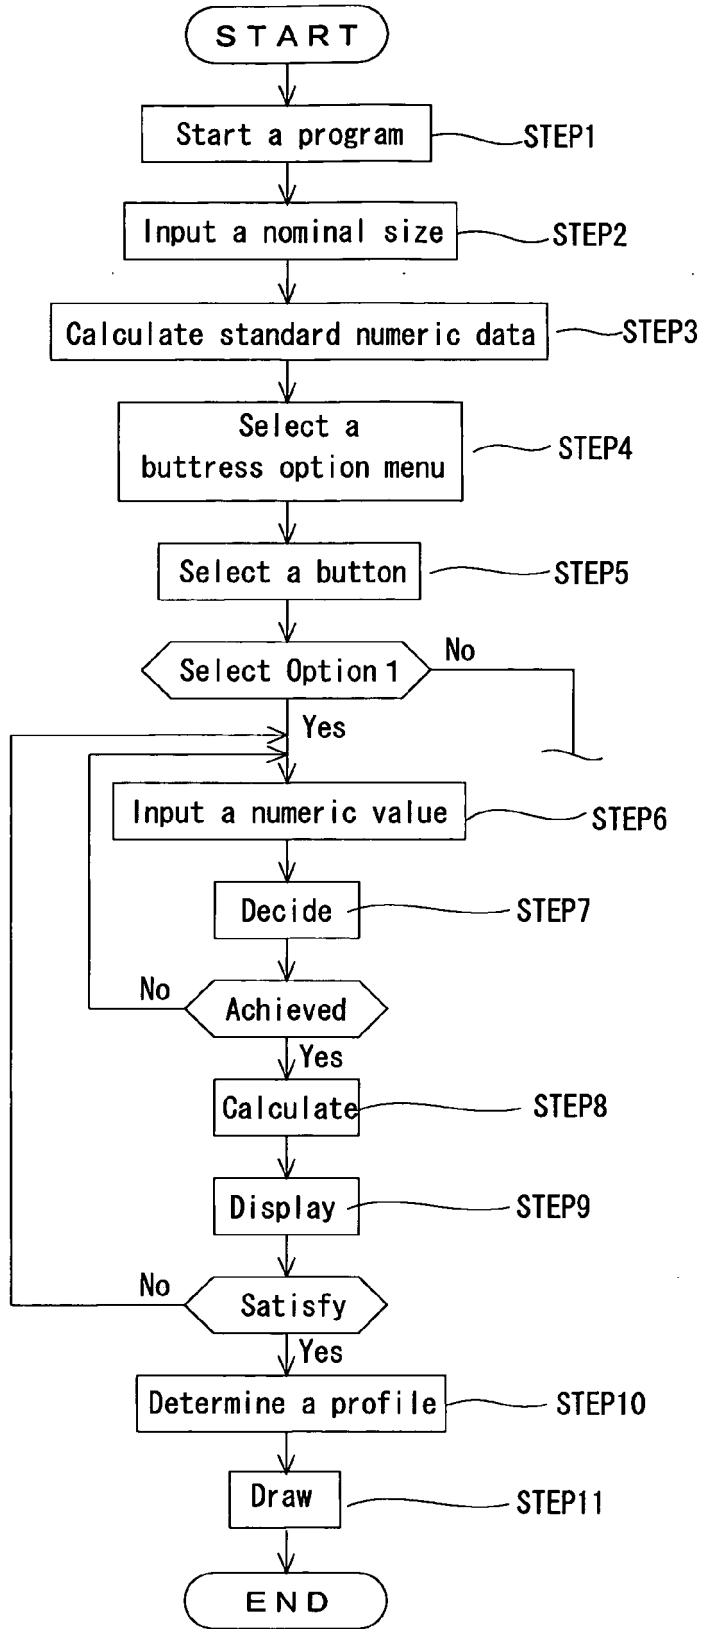 START
Start a program
STEP1
Input a nominal size
STEP2
Calculate standard numeric data
STEP3
Select a
buttress option menu
STEP4
Select a button
STEP5
Select Option 1
No
Yes
Input a numeric value
STEP6
Decide
STEP7
No
Achieved
Yes
Calculate
STEP8
Display
STEP9
No
Satisfy
Yes
Determine a profile
STEP10
Draw
STEP11
END